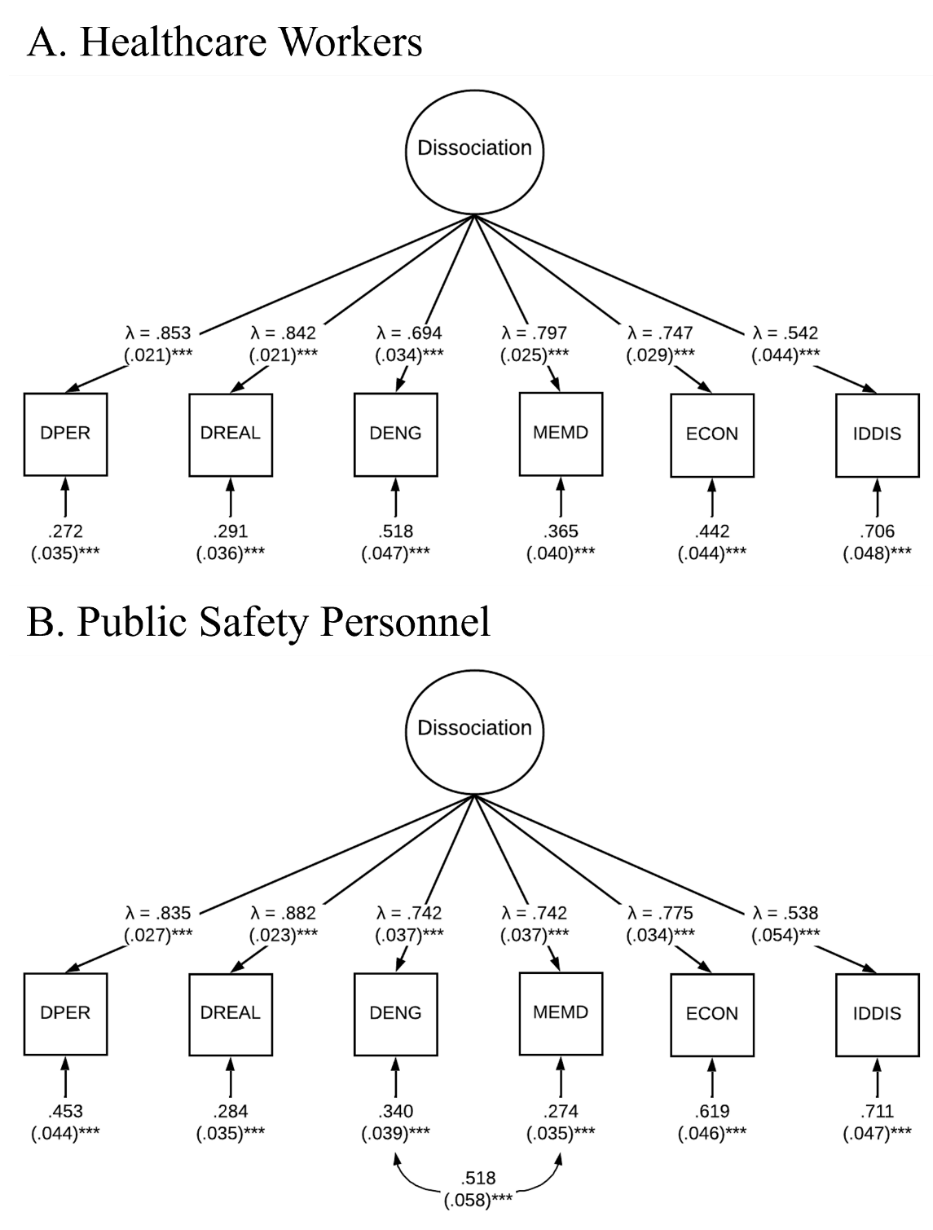 A. Healthcare Workers
Dissociation
λ = .853 λ = .842 λ = .694 λ = .797 λ = .747 λ = .542
(.021)*** (.021)*** (.034)*** (.025)*** (.029)*** (.044)***
DPER DREAL DENG MEMD ECON IDDIS
.272 .291 .518 .365 .442 .706
(.035)*** (.036)*** (.047)*** (.040)*** (.044)*** (.048)***
B. Public Safety Personnel
Dissociation
λ = .835 λ = .882 λ = .742 λ = .742 λ = .775 λ = .538
(.027)*** (.023)*** (.037)*** (.037)*** (.034)*** (.054)***
DPER DREAL DENG MEMD ECON IDDIS
.453 .284 .340 .274 .619 .711
(.044)*** (.035)*** (.039)*** (.035)*** (.046)*** (.047)***
.518
(.058)***